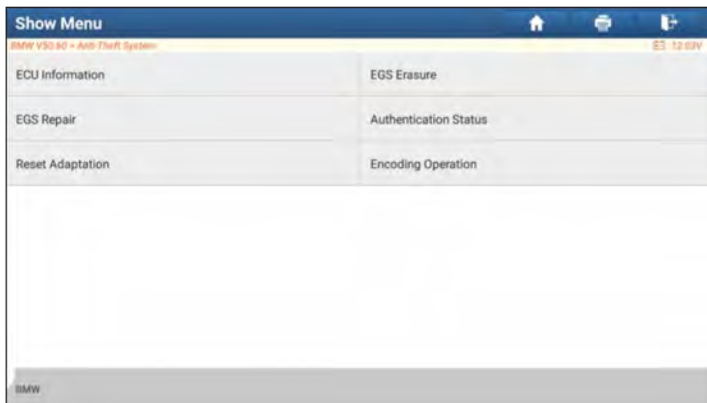 Show Menu
BMW V50.60 > Anti-Theft System 12.03V
ECU Information EGS Erasure
EGS Repair Authentication Status
Reset Adaptation Encoding Operation
BMW